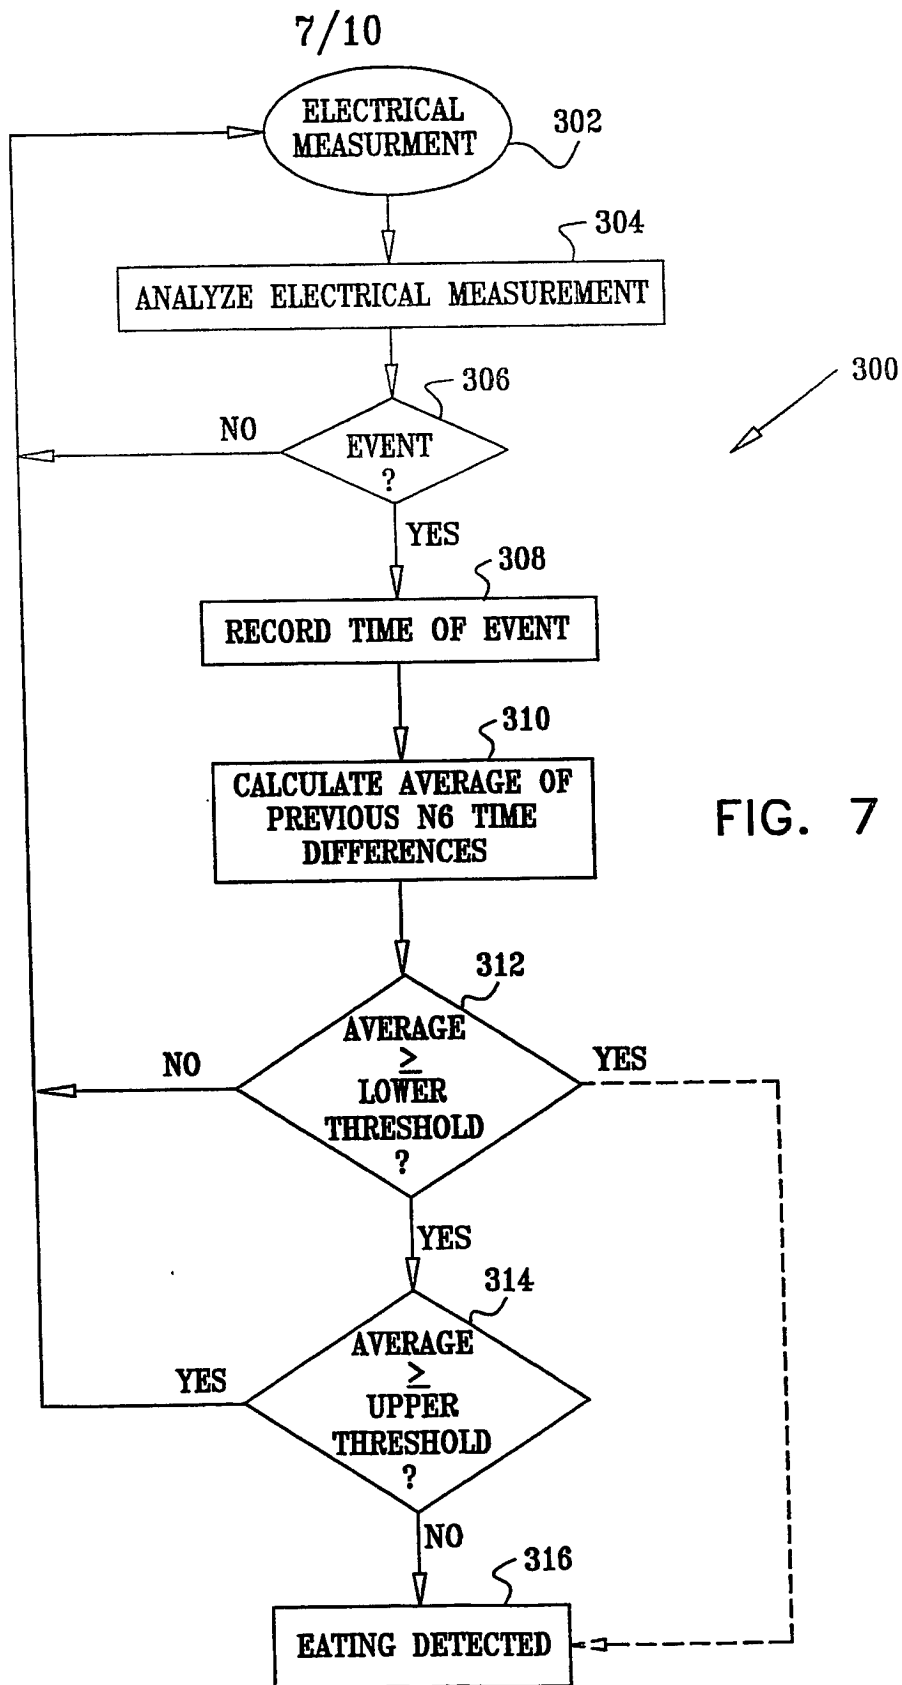 7/10
ELECTRICAL
MEASURMENT
302
304
ANALYZE ELECTRICAL MEASUREMENT
306
300
NO
EVENT
?
YES
308
RECORD TIME OF EVENT
310
CALCULATE AVERAGE OF
PREVIOUS N6 TIME
DIFFERENCES
FIG. 7
312
AVERAGE
≥
LOWER
THRESHOLD
?
NO
YES
YES
314
AVERAGE
≥
UPPER
THRESHOLD
?
YES
NO
316
EATING DETECTED